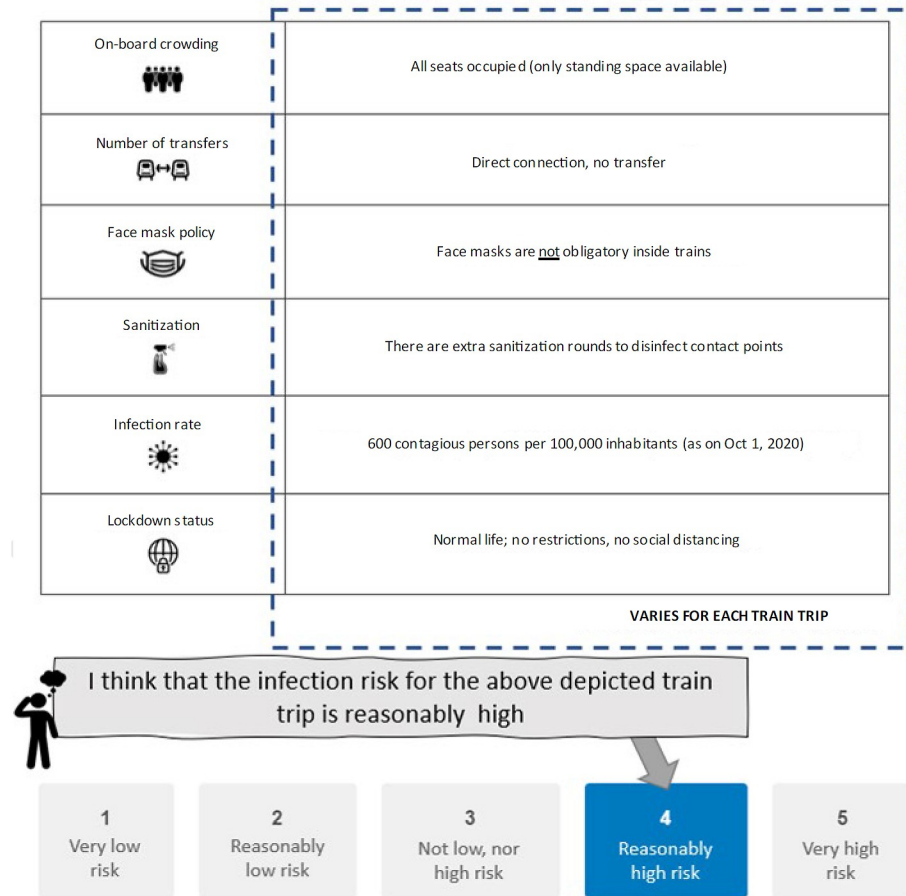 On-board crowding
All seats occupied (only standing space available)
Number of transfers
Direct connection, no transfer
Face mask policy
Face masks are not obligatory inside trains
Sanitization
There are extra sanitization rounds to disinfect contact points
Infection rate
600 contagious persons per 100,000 inhabitants (as on Oct 1, 2020)
Lockdown status
Normal life; no restrictions, no social distancing
VARIES FOR EACH TRAIN TRIP
I think that the infection risk for the above depicted train
trip is reasonably high
1
Very low
risk
2
Reasonably
low risk
3
Not low, nor
high risk
4
Reasonably
high risk
5
Very high
risk